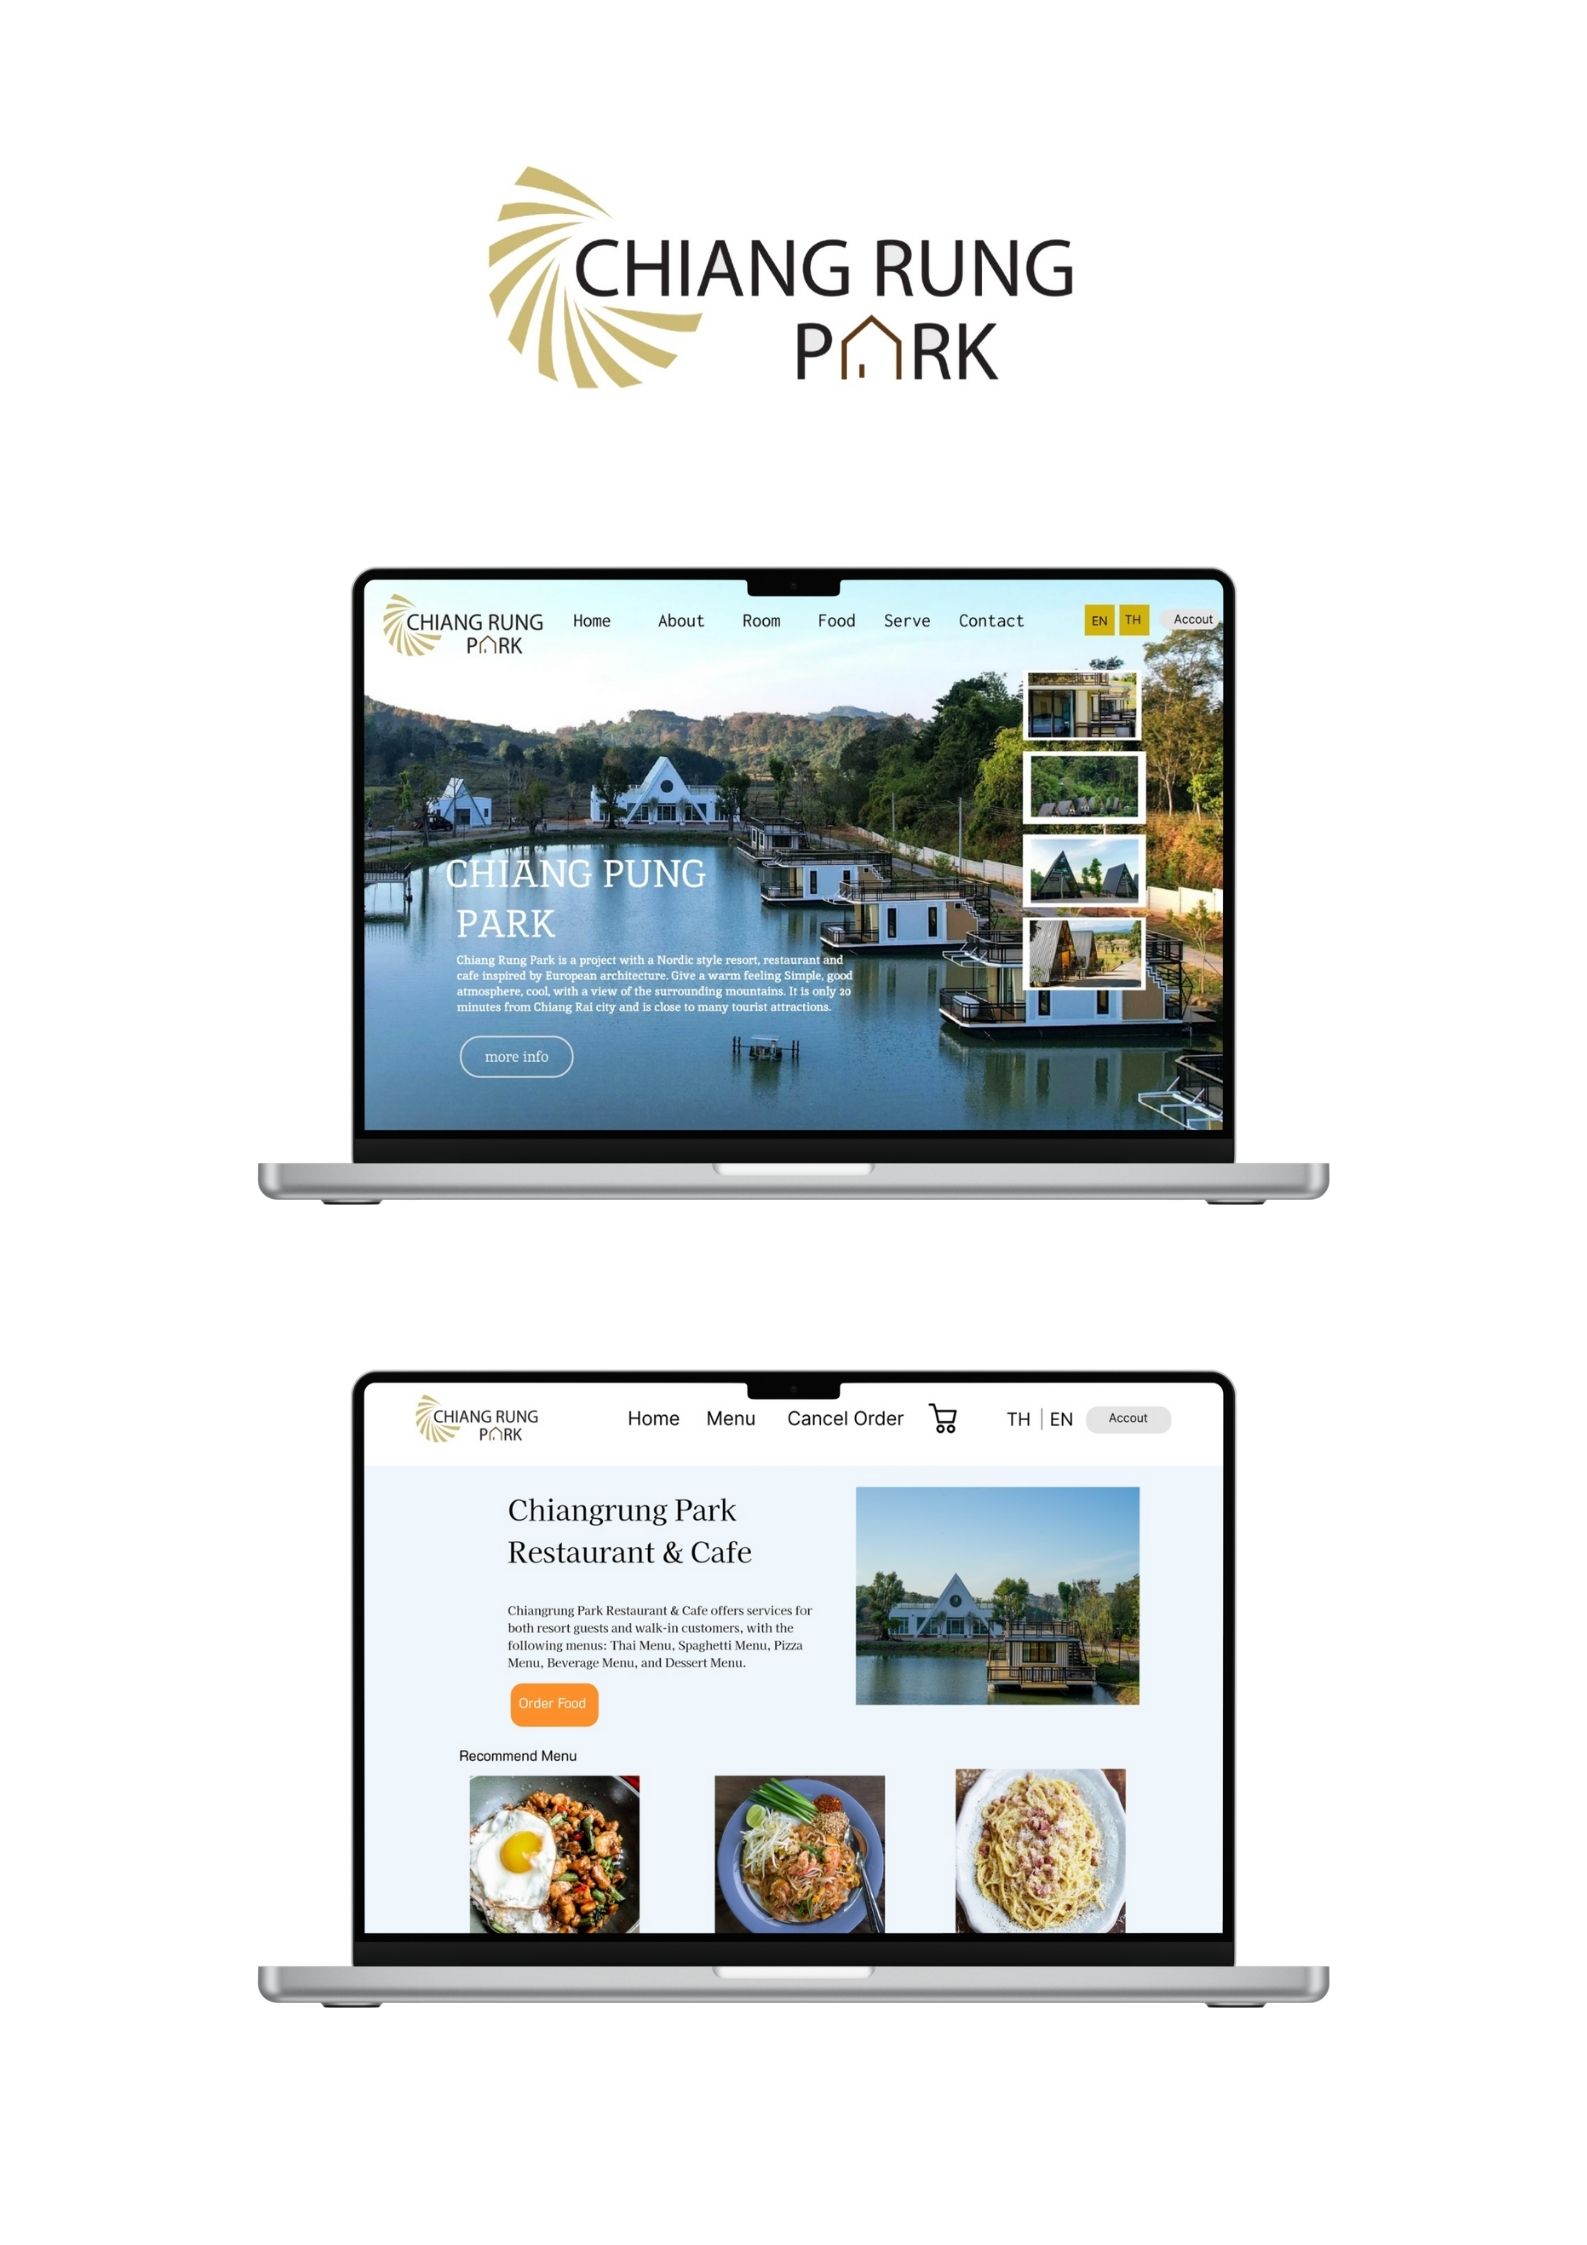 CHIANG RUNG
PARK
CHIANG RUNG
PARK
Home About Room Food Serve Contact
EN TH Accout
CHIANG PUNG
PARK
Chiang Rung Park is a project with a Nordic style resort, restaurant and
cafe inspired by European architecture. Give a warm feeling Simple, good
atmosphere, cool, with a view of the surrounding mountains. It is only 20
minutes from Chiang Rai city and is close to many tourist attractions.
more info
CHIANG RUNG
PARK
Home Menu Cancel Order TH | EN Accout
Chiangrung Park
Restaurant & Cafe
Chiangrung Park Restaurant & Cafe offers services for
both resort guests and walk-in customers, with the
following menus: Thai Menu, Spaghetti Menu, Pizza
Menu, Beverage Menu, and Dessert Menu.
Order Food
Recommend Menu